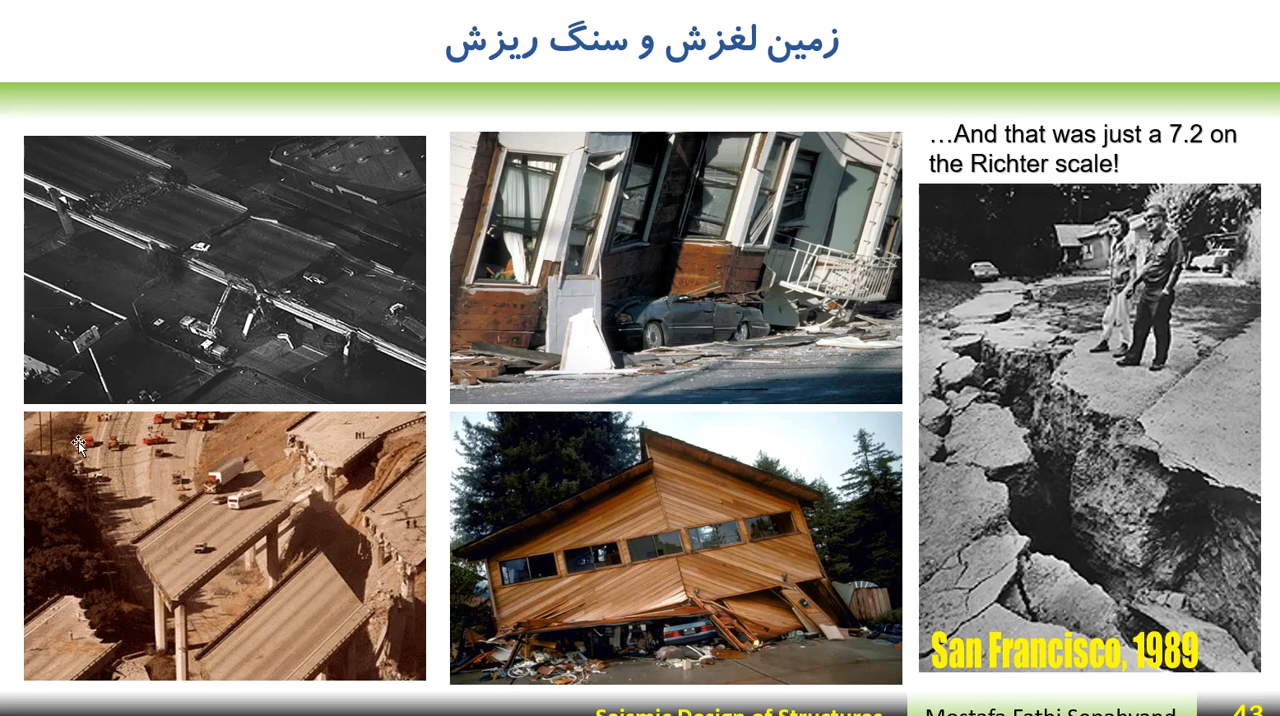 زمین لغزش و سنگ ریزش
…And that was just a 7.2 on
the Richter scale!
San Francisco, 1989
Seismic Design of Structures
Mostafa Fathi Sepahvand
43